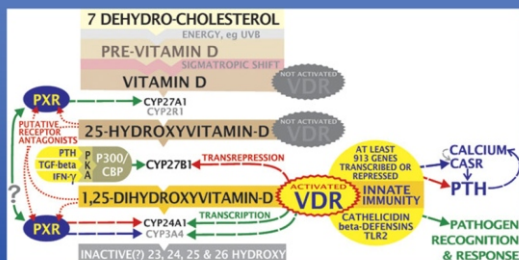 7 DEHYDRO-CHOLESTEROL
ENERGY, eg UVB
PRE-VITAMIN D
SIGMATROPIC SHIFT
VITAMIN D
NOT ACTIVATED
VDR
PXR
CYP27A1
CYP2R1
PUTATIVE
RECEPTOR
ANTAGONISTS
25-HYDROXYVITAMIN-D
NOT ACTIVATED
VDR
PTH
TGF-beta
IFN-γ
PKA
P300/
CBP
CYP27B1
TRANSREPRESSION
?
1,25-DIHYDROXYVITAMIN-D
ACTIVATED
VDR
AT LEAST
913 GENES
TRANSCRIBED OR
REPRESSED
INNATE
IMMUNITY
CATHELICIDIN
beta-DEFENSINS
TLR2
CALCIUM
CASR
PTH
PXR
CYP24A1
CYP3A4
TRANSCRIPTION
PATHOGEN
RECOGNITION
& RESPONSE
INACTIVE(?) 23, 24, 25 & 26 HYDROXY